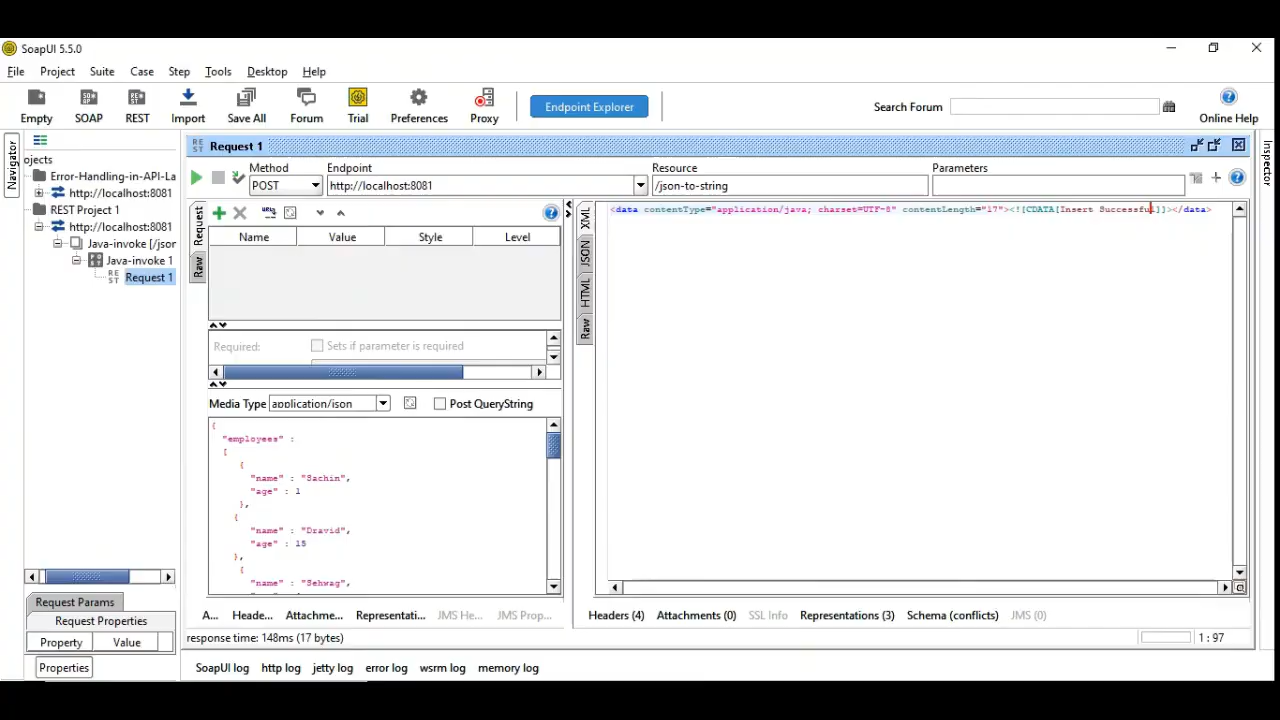 SoapUI 5.5.0
File Project Suite Case Step Tools Desktop Help
Empty SOAP REST Import Save All Forum Trial Preferences Proxy Endpoint Explorer Search Forum Online Help
Navigator
ojects
Error-Handling-in-API-La
http://localhost:8081
REST Project 1
http://localhost:8081
Java-invoke [/jsor
Java-invoke 1
Request 1
Request Params
Request Properties
Property Value
Properties
Request 1
Method Endpoint Resource Parameters
POST http://localhost:8081 /json-to-string
Request
Raw
Name Value Style Level
Required: Sets if parameter is required
Media Type application/json Post QueryString
{
"employees" :
[
{
"name" : "Sachin",
"age" : 1
},
{
"name" : "Dravid",
"age" : 15
},
{
"name" : "Sehwag",
A... Heade... Attachme... Representati... JMS He... JMS Prop...
XML
JSON
HTML
Raw
<data contentType="application/java; charset=UTF-8" contentLength="17"><![CDATA[Insert Successful]]></data>
Headers (4) Attachments (0) SSL Info Representations (3) Schema (conflicts) JMS (0)
response time: 148ms (17 bytes)
1 : 97
SoapUI log http log jetty log error log wsrm log memory log
Inspector